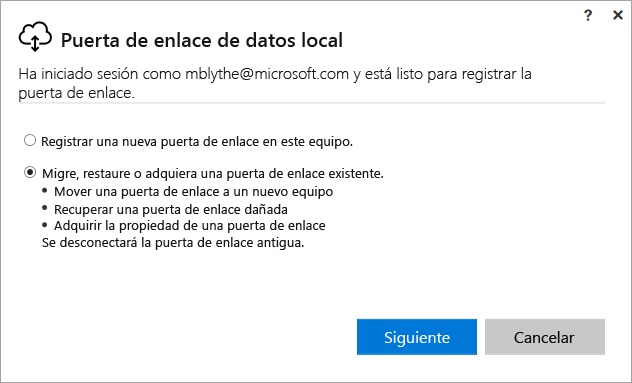 ?
Puerta de enlace de datos local
Ha iniciado sesión como mblythe@microsoft.com y está listo para registrar la
puerta de enlace.
Registrar una nueva puerta de enlace en este equipo.
Migre, restaure o adquiera una puerta de enlace existente.
• Mover una puerta de enlace a un nuevo equipo
• Recuperar una puerta de enlace dañada
• Adquirir la propiedad de una puerta de enlace
Se desconectará la puerta de enlace antigua.
Siguiente
Cancelar